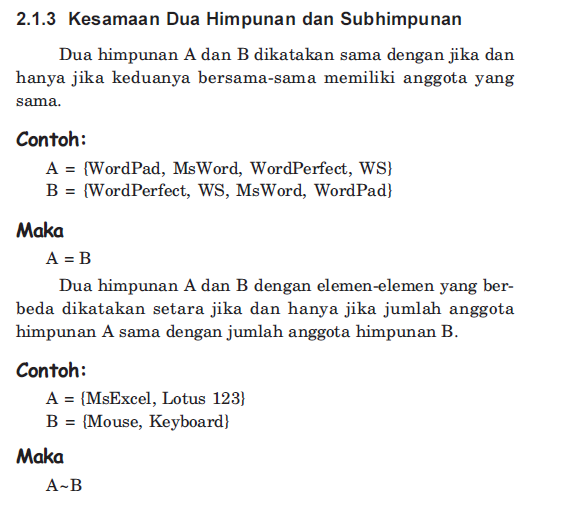 2.1.3 Kesamaan Dua Himpunan dan Subhimpunan
Dua himpunan A dan B dikatakan sama dengan jika dan
hanya jika keduanya bersama-sama memiliki anggota yang
sama.
Contoh:
A = {WordPad, MsWord, WordPerfect, WS}
B = {WordPerfect, WS, MsWord, WordPad}
Maka
A = B
Dua himpunan A dan B dengan elemen-elemen yang ber-
beda dikatakan setara jika dan hanya jika jumlah anggota
himpunan A sama dengan jumlah anggota himpunan B.
Contoh:
A = {MsExcel, Lotus 123}
B = {Mouse, Keyboard}
Maka
A~B